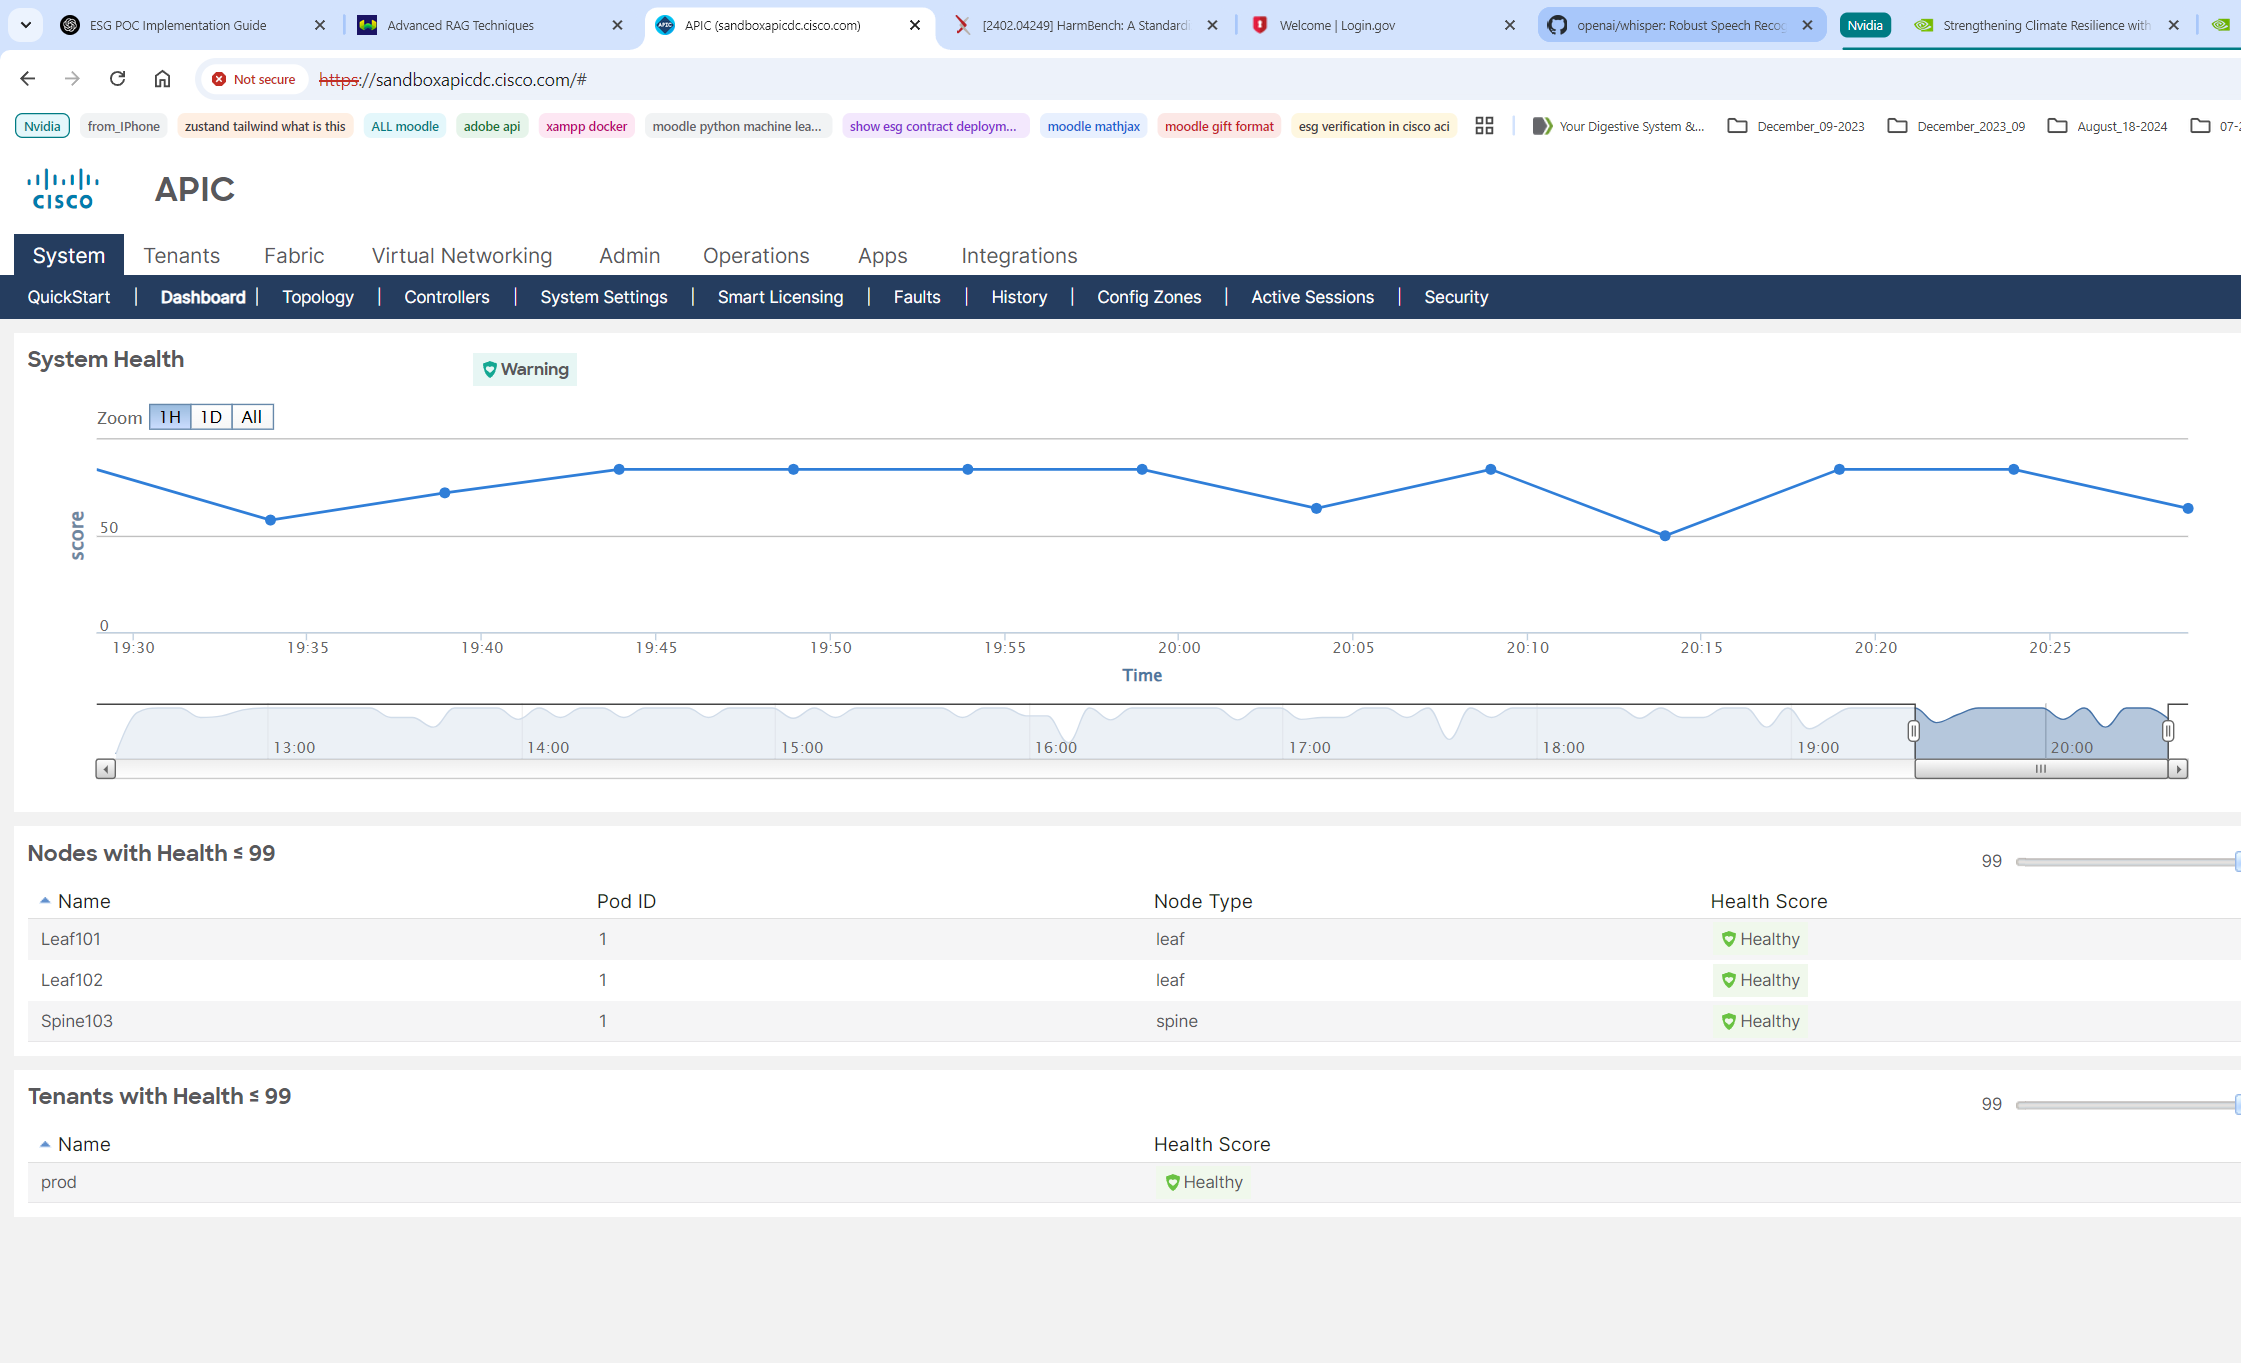 ESG POC Implementation Guide
Advanced RAG Techniques
APIC (sandboxapicdc.cisco.com)
[2402.04249] HarmBench: A Standardi
Welcome | Login.gov
openai/whisper: Robust Speech Recog
Nvidia
Strengthening Climate Resilience with
Not secure https://sandboxapicdc.cisco.com/#
Nvidia
from_IPhone
zustand tailwind what is this
ALL moodle
adobe api
xampp docker
moodle python machine lea...
show esg contract deploym...
moodle mathjax
moodle gift format
esg verification in cisco aci
Your Digestive System &...
December_09-2023
December_2023_09
August_18-2024
07-2
CISCO
APIC
System Tenants Fabric Virtual Networking Admin Operations Apps Integrations
QuickStart | Dashboard | Topology | Controllers | System Settings | Smart Licensing | Faults | History | Config Zones | Active Sessions | Security
System Health
Warning
Zoom 1H 1D All
score
50
0
19:30 19:35 19:40 19:45 19:50 19:55 20:00 20:05 20:10 20:15 20:20 20:25
Time
13:00 14:00 15:00 16:00 17:00 18:00 19:00 20:00
Nodes with Health ≤ 99
99
Name Pod ID Node Type Health Score
Leaf101 1 leaf Healthy
Leaf102 1 leaf Healthy
Spine103 1 spine Healthy
Tenants with Health ≤ 99
99
Name Health Score
prod Healthy